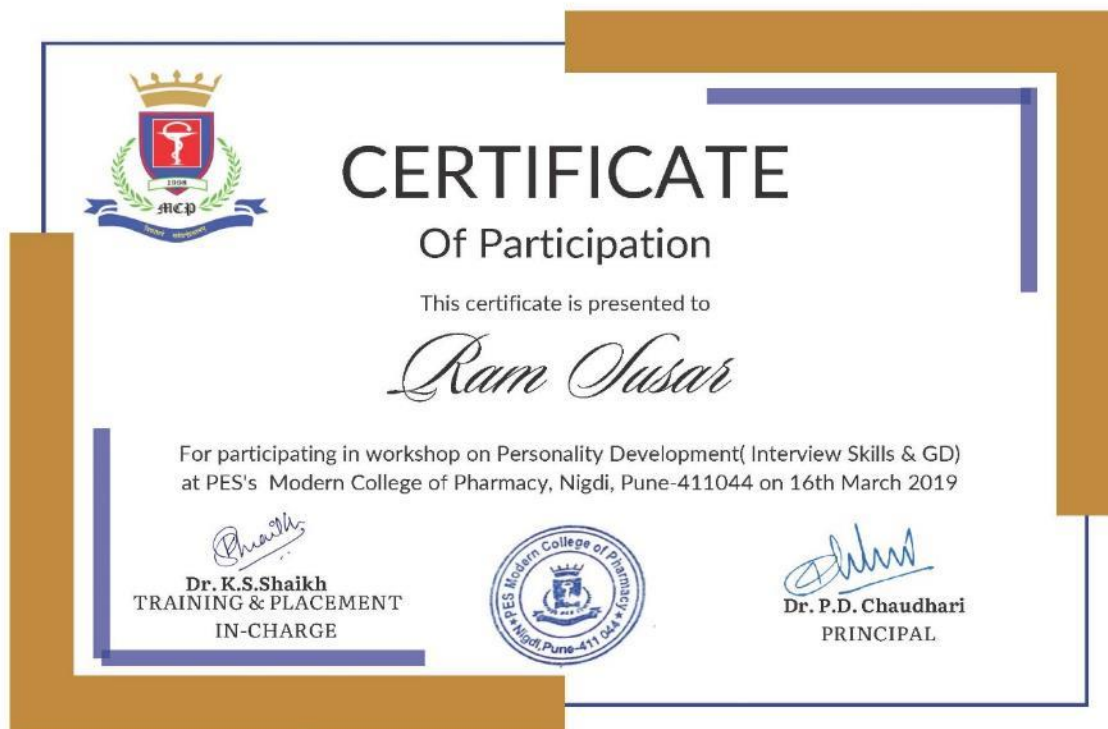 1998
MCP
CERTIFICATE
Of Participation
This certificate is presented to
Ram Susar
For participating in workshop on Personality Development( Interview Skills & GD)
at PES's Modern College of Pharmacy, Nigdi, Pune-411044 on 16th March 2019
Dr. K.S.Shaikh
TRAINING & PLACEMENT
IN-CHARGE
PES Modern College of Pharmacy
★Nigdi,Pune-411 044★
Dr. P.D. Chaudhari
PRINCIPAL